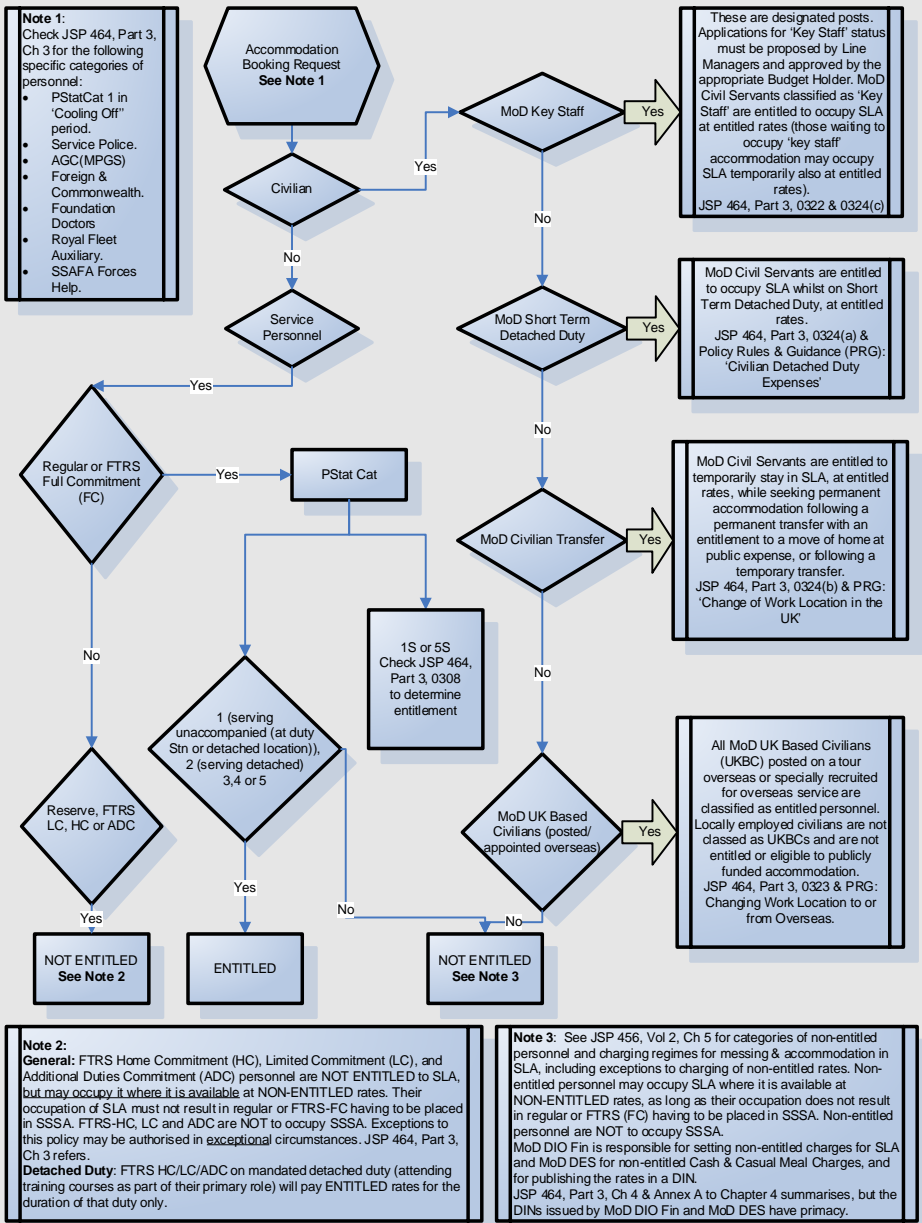 Note 1:
Check JSP 464, Part 3,
Ch 3 for the following
specific categories of
personnel:
• PStatCat 1 in
‘Cooling Off”
period.
• Service Police.
• AGC(MPGS)
• Foreign &
Commonwealth.
• Foundation
Doctors
• Royal Fleet
Auxiliary.
• SSAFA Forces
Help.
Accommodation
Booking Request
See Note 1
Civilian
Yes
No
Service
Personnel
Yes
MoD Key Staff
Yes
These are designated posts.
Applications for ‘Key Staff’ status
must be proposed by Line
Managers and approved by the
appropriate Budget Holder. MoD
Civil Servants classified as ‘Key
Staff’ are entitled to occupy SLA
at entitled rates (those waiting to
occupy ‘key staff’
accommodation may occupy
SLA temporarily also at entitled
rates).
JSP 464, Part 3, 0322 & 0324(c)
No
MoD Short Term
Detached Duty
Yes
MoD Civil Servants are entitled
to occupy SLA whilst on Short
Term Detached Duty, at entitled
rates.
JSP 464, Part 3, 0324(a) &
Policy Rules & Guidance (PRG):
‘Civilian Detached Duty
Expenses’
No
MoD Civilian Transfer
Yes
MoD Civil Servants are entitled to
temporarily stay in SLA, at entitled
rates, while seeking permanent
accommodation following a
permanent transfer with an
entitlement to a move of home at
public expense, or following a
temporary transfer.
JSP 464, Part 3, 0324(b) & PRG:
‘Change of Work Location in the
UK’
No
MoD UK Based
Civilians (posted/
appointed overseas)
Yes
All MoD UK Based Civilians
(UKBC) posted on a tour
overseas or specially recruited
for overseas service are
classified as entitled personnel.
Locally employed civilians are not
classed as UKBCs and are not
entitled or eligible to publicly
funded accommodation.
JSP 464, Part 3, 0323 & PRG:
Changing Work Location to or
from Overseas.
No
Regular or FTRS
Full Commitment
(FC)
Yes
PStat Cat
No
1S or 5S
Check JSP 464,
Part 3, 0308
to determine
entitlement
1 (serving
unaccompanied (at duty
Stn or detached location)),
2 (serving detached)
3,4 or 5
Reserve, FTRS
LC, HC or ADC
Yes
Yes
No
NOT ENTITLED
See Note 2
ENTITLED
NOT ENTITLED
See Note 3
Note 2:
General: FTRS Home Commitment (HC), Limited Commitment (LC), and
Additional Duties Commitment (ADC) personnel are NOT ENTITLED to SLA,
but may occupy it where it is available at NON-ENTITLED rates. Their
occupation of SLA must not result in regular or FTRS-FC having to be placed
in SSSA. FTRS-HC, LC and ADC are NOT to occupy SSSA. Exceptions to
this policy may be authorised in exceptional circumstances. JSP 464, Part 3,
Ch 3 refers.
Detached Duty: FTRS HC/LC/ADC on mandated detached duty (attending
training courses as part of their primary role) will pay ENTITLED rates for the
duration of that duty only.
Note 3: See JSP 456, Vol 2, Ch 5 for categories of non-entitled
personnel and charging regimes for messing & accommodation in
SLA, including exceptions to charging of non-entitled rates. Non-
entitled personnel may occupy SLA where it is available at
NON-ENTITLED rates, as long as their occupation does not result
in regular or FTRS (FC) having to be placed in SSSA. Non-entitled
personnel are NOT to occupy SSSA.
MoD DIO Fin is responsible for setting non-entitled charges for SLA
and MoD DES for non-entitled Cash & Casual Meal Charges, and
for publishing the rates in a DIN.
JSP 464, Part 3, Ch 4 & Annex A to Chapter 4 summarises, but the
DINs issued by MoD DIO Fin and MoD DES have primacy.